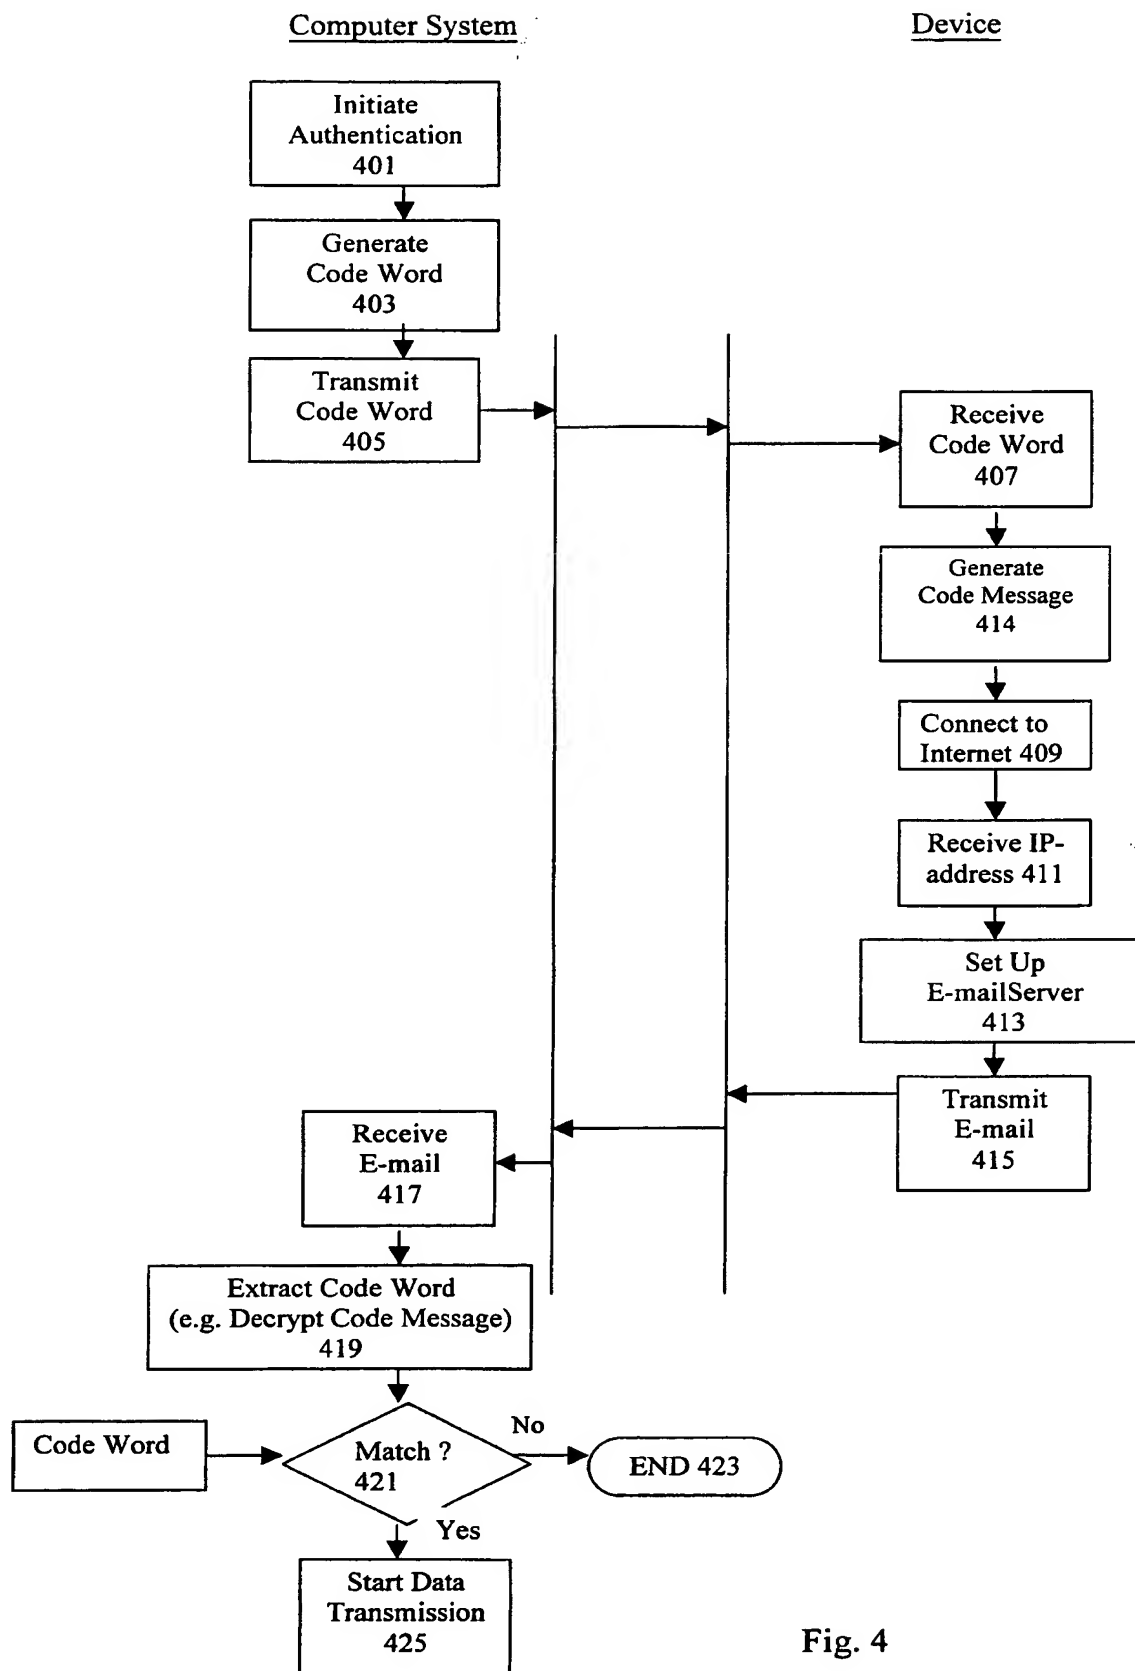 Computer System
Device
Initiate
Authentication
401
Generate
Code Word
403
Transmit
Code Word
405
Receive
Code Word
407
Generate
Code Message
414
Connect to
Internet 409
Receive IP-
address 411
Set Up
E-mailServer
413
Transmit
E-mail
415
Receive
E-mail
417
Extract Code Word
(e.g. Decrypt Code Message)
419
Code Word
Match ?
421
No
END 423
Yes
Start Data
Transmission
425
Fig. 4